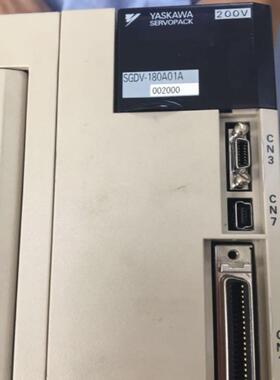 YASKAWA 200V
SERVOPACK
SGDV-180A01A
002000
CN3
CN7
C